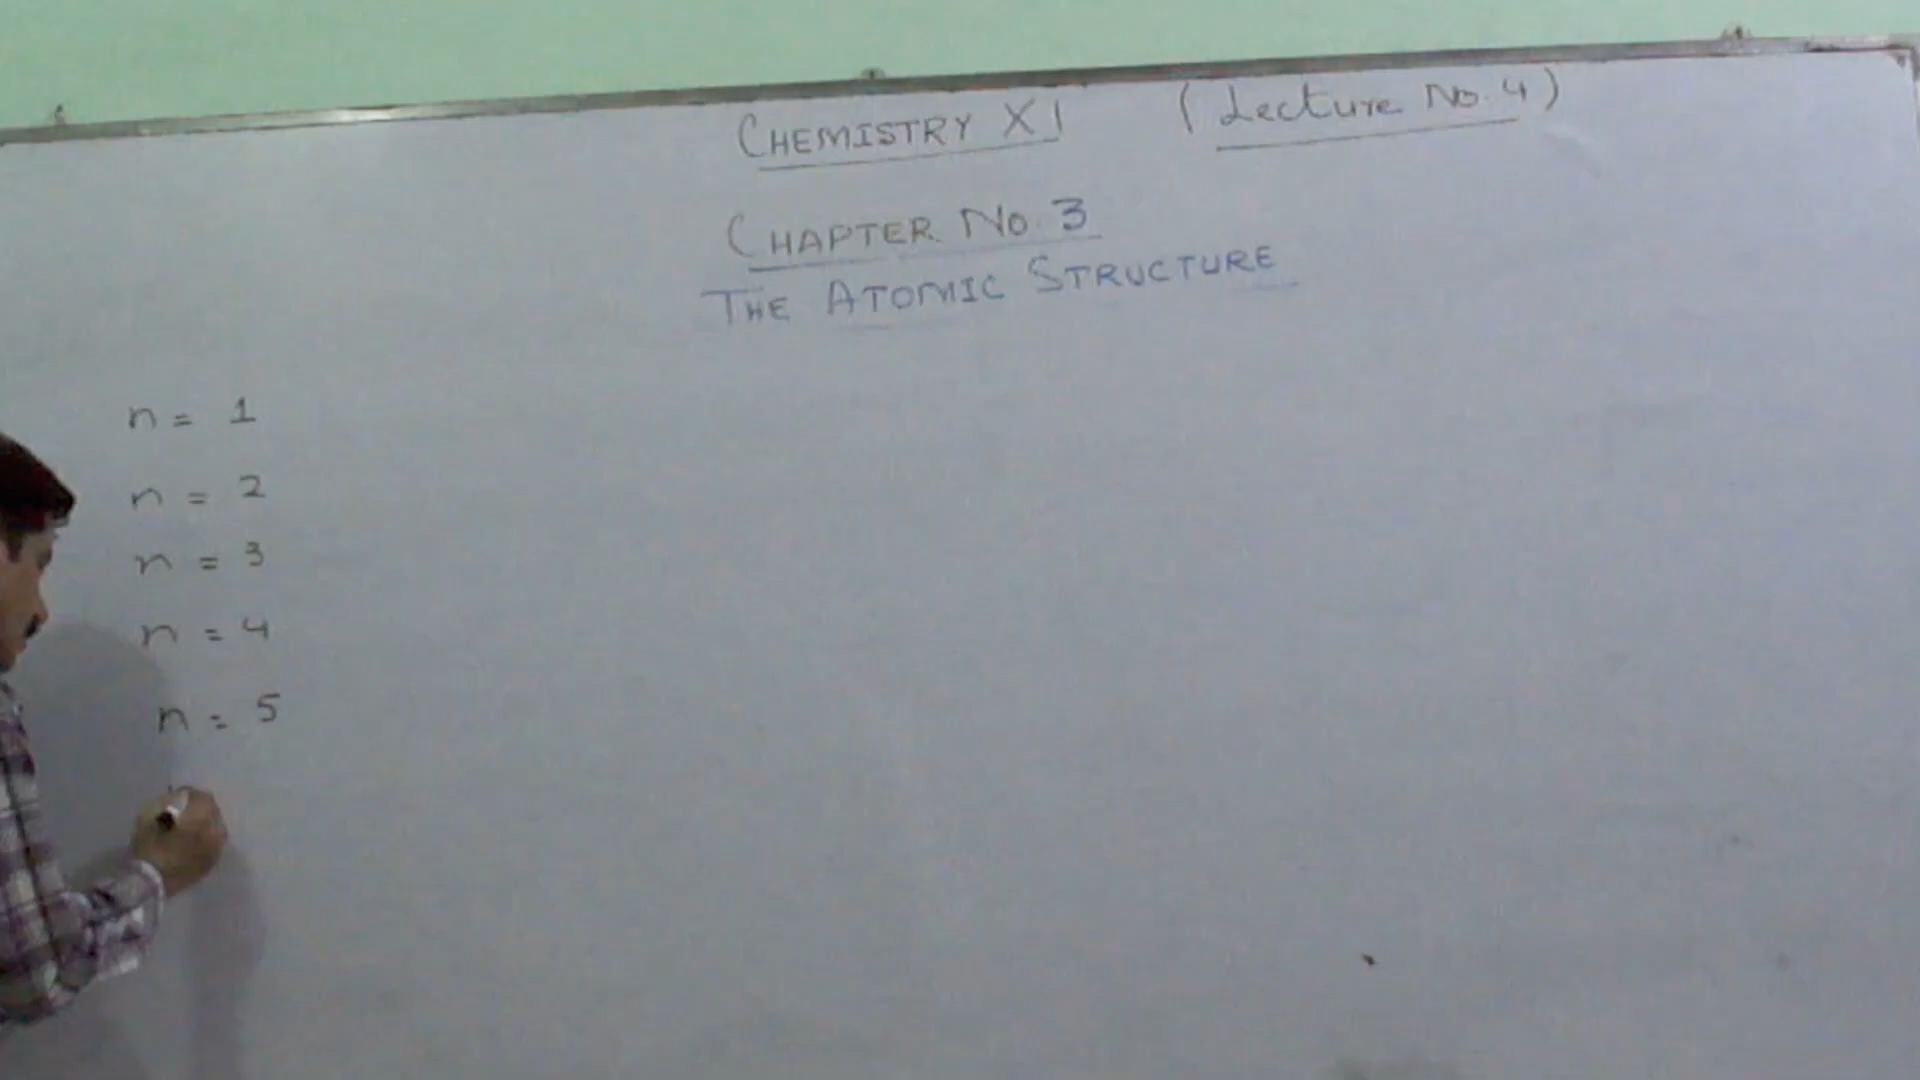 CHEMISTRY XI (Lecture No. 4)
CHAPTER No. 3
THE ATOMIC STRUCTURE
n = 1
n = 2
n = 3
n = 4
n = 5